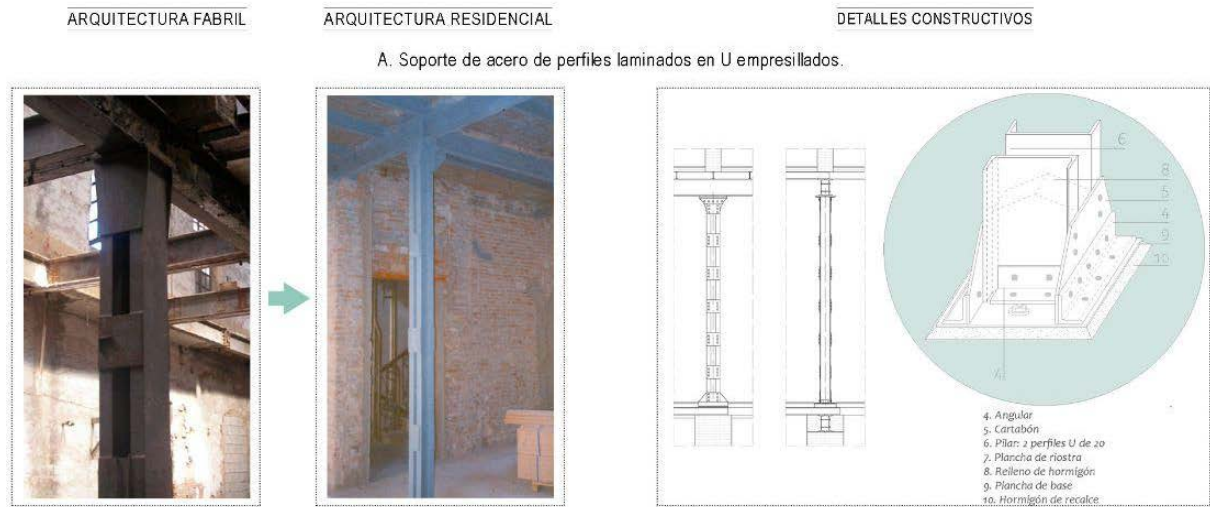 ARQUITECTURA FABRIL
ARQUITECTURA RESIDENCIAL
DETALLES CONSTRUCTIVOS
A. Soporte de acero de perfiles laminados en U empresillados.
6
8
5
4
9
10
4
4. Angular
5. Cartabón
6. Pilar: 2 perfiles U de 20
7. Plancha de riostra
8. Relleno de hormigón
9. Plancha de base
10. Hormigón de recalce